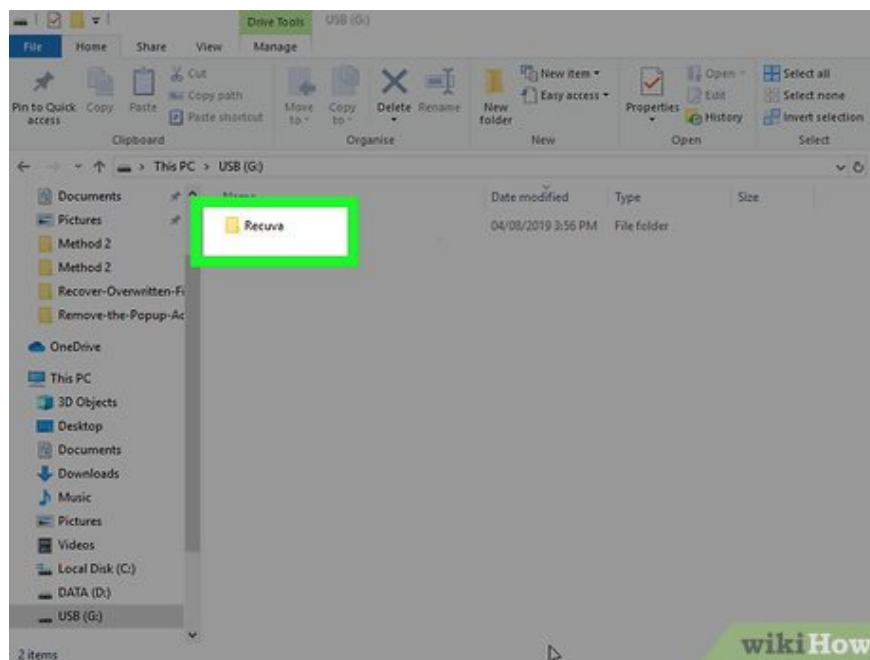 Drive Tools USB (G:)
File Home Share View Manage
Pin to Quick access
Copy
Paste
Cut
Copy path
Paste shortcut
Clipboard
Move to
Copy to
Delete
Rename
Organise
New folder
New item
Easy access
New
Properties
Open
Edit
History
Open
Select all
Select none
Invert selection
Select
This PC > USB (G:)
Name Date modified Type Size
Recuva 04/08/2019 3:56 PM File folder
Documents
Pictures
Method 2
Method 2
Recover-Overwritten-Fi
Remove-the-Popup-Ad
OneDrive
This PC
3D Objects
Desktop
Documents
Downloads
Music
Pictures
Videos
Local Disk (C:)
DATA (D:)
USB (G:)
2 items
wikiHow